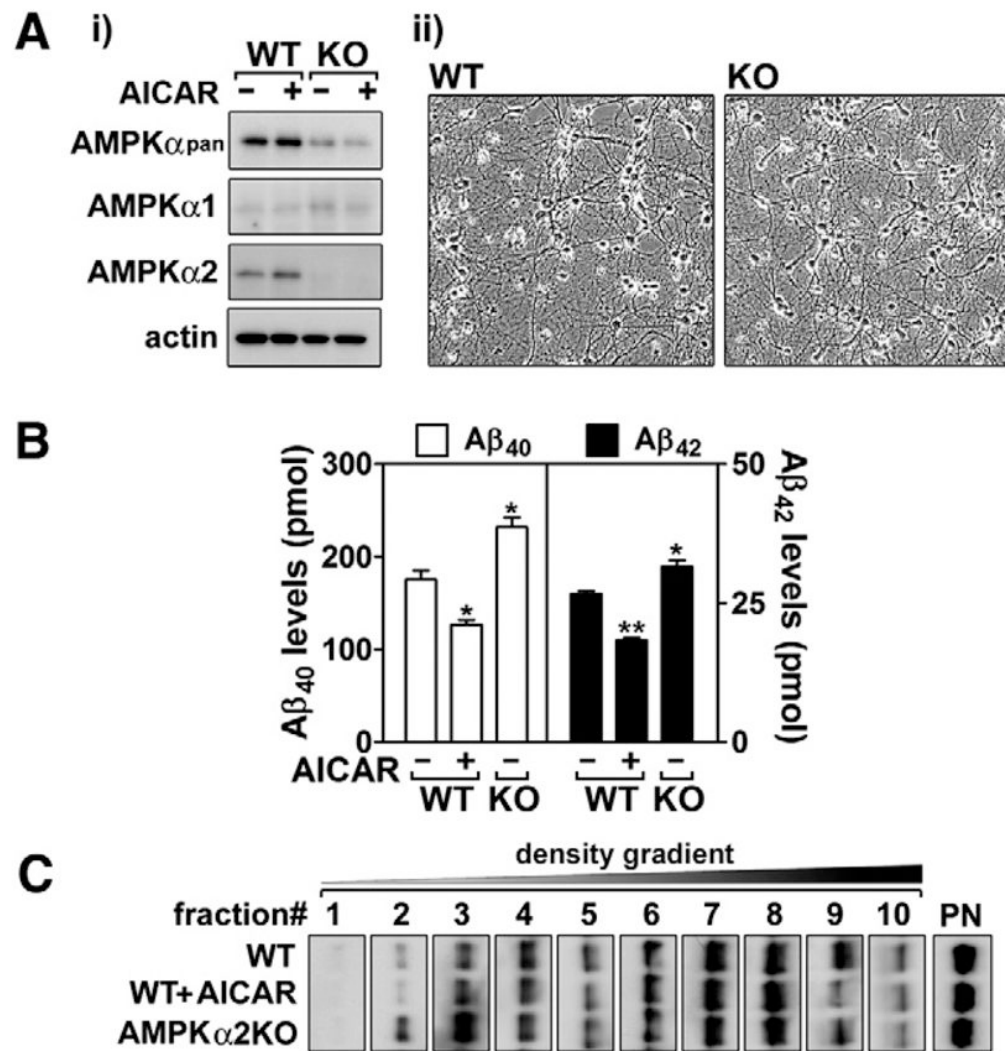 A i) ii)
WT KO
AICAR − + − +
AMPKα pan
AMPKα1
AMPKα2
actin
WT KO
B
Aβ40 Aβ42
Aβ40 levels (pmol)
300
200
100
0
Aβ42 levels (pmol)
50
25
0
* * ** *
AICAR − + − − + −
WT KO WT KO
C
density gradient
fraction# 1 2 3 4 5 6 7 8 9 10 PN
WT
WT+AICAR
AMPKα2KO